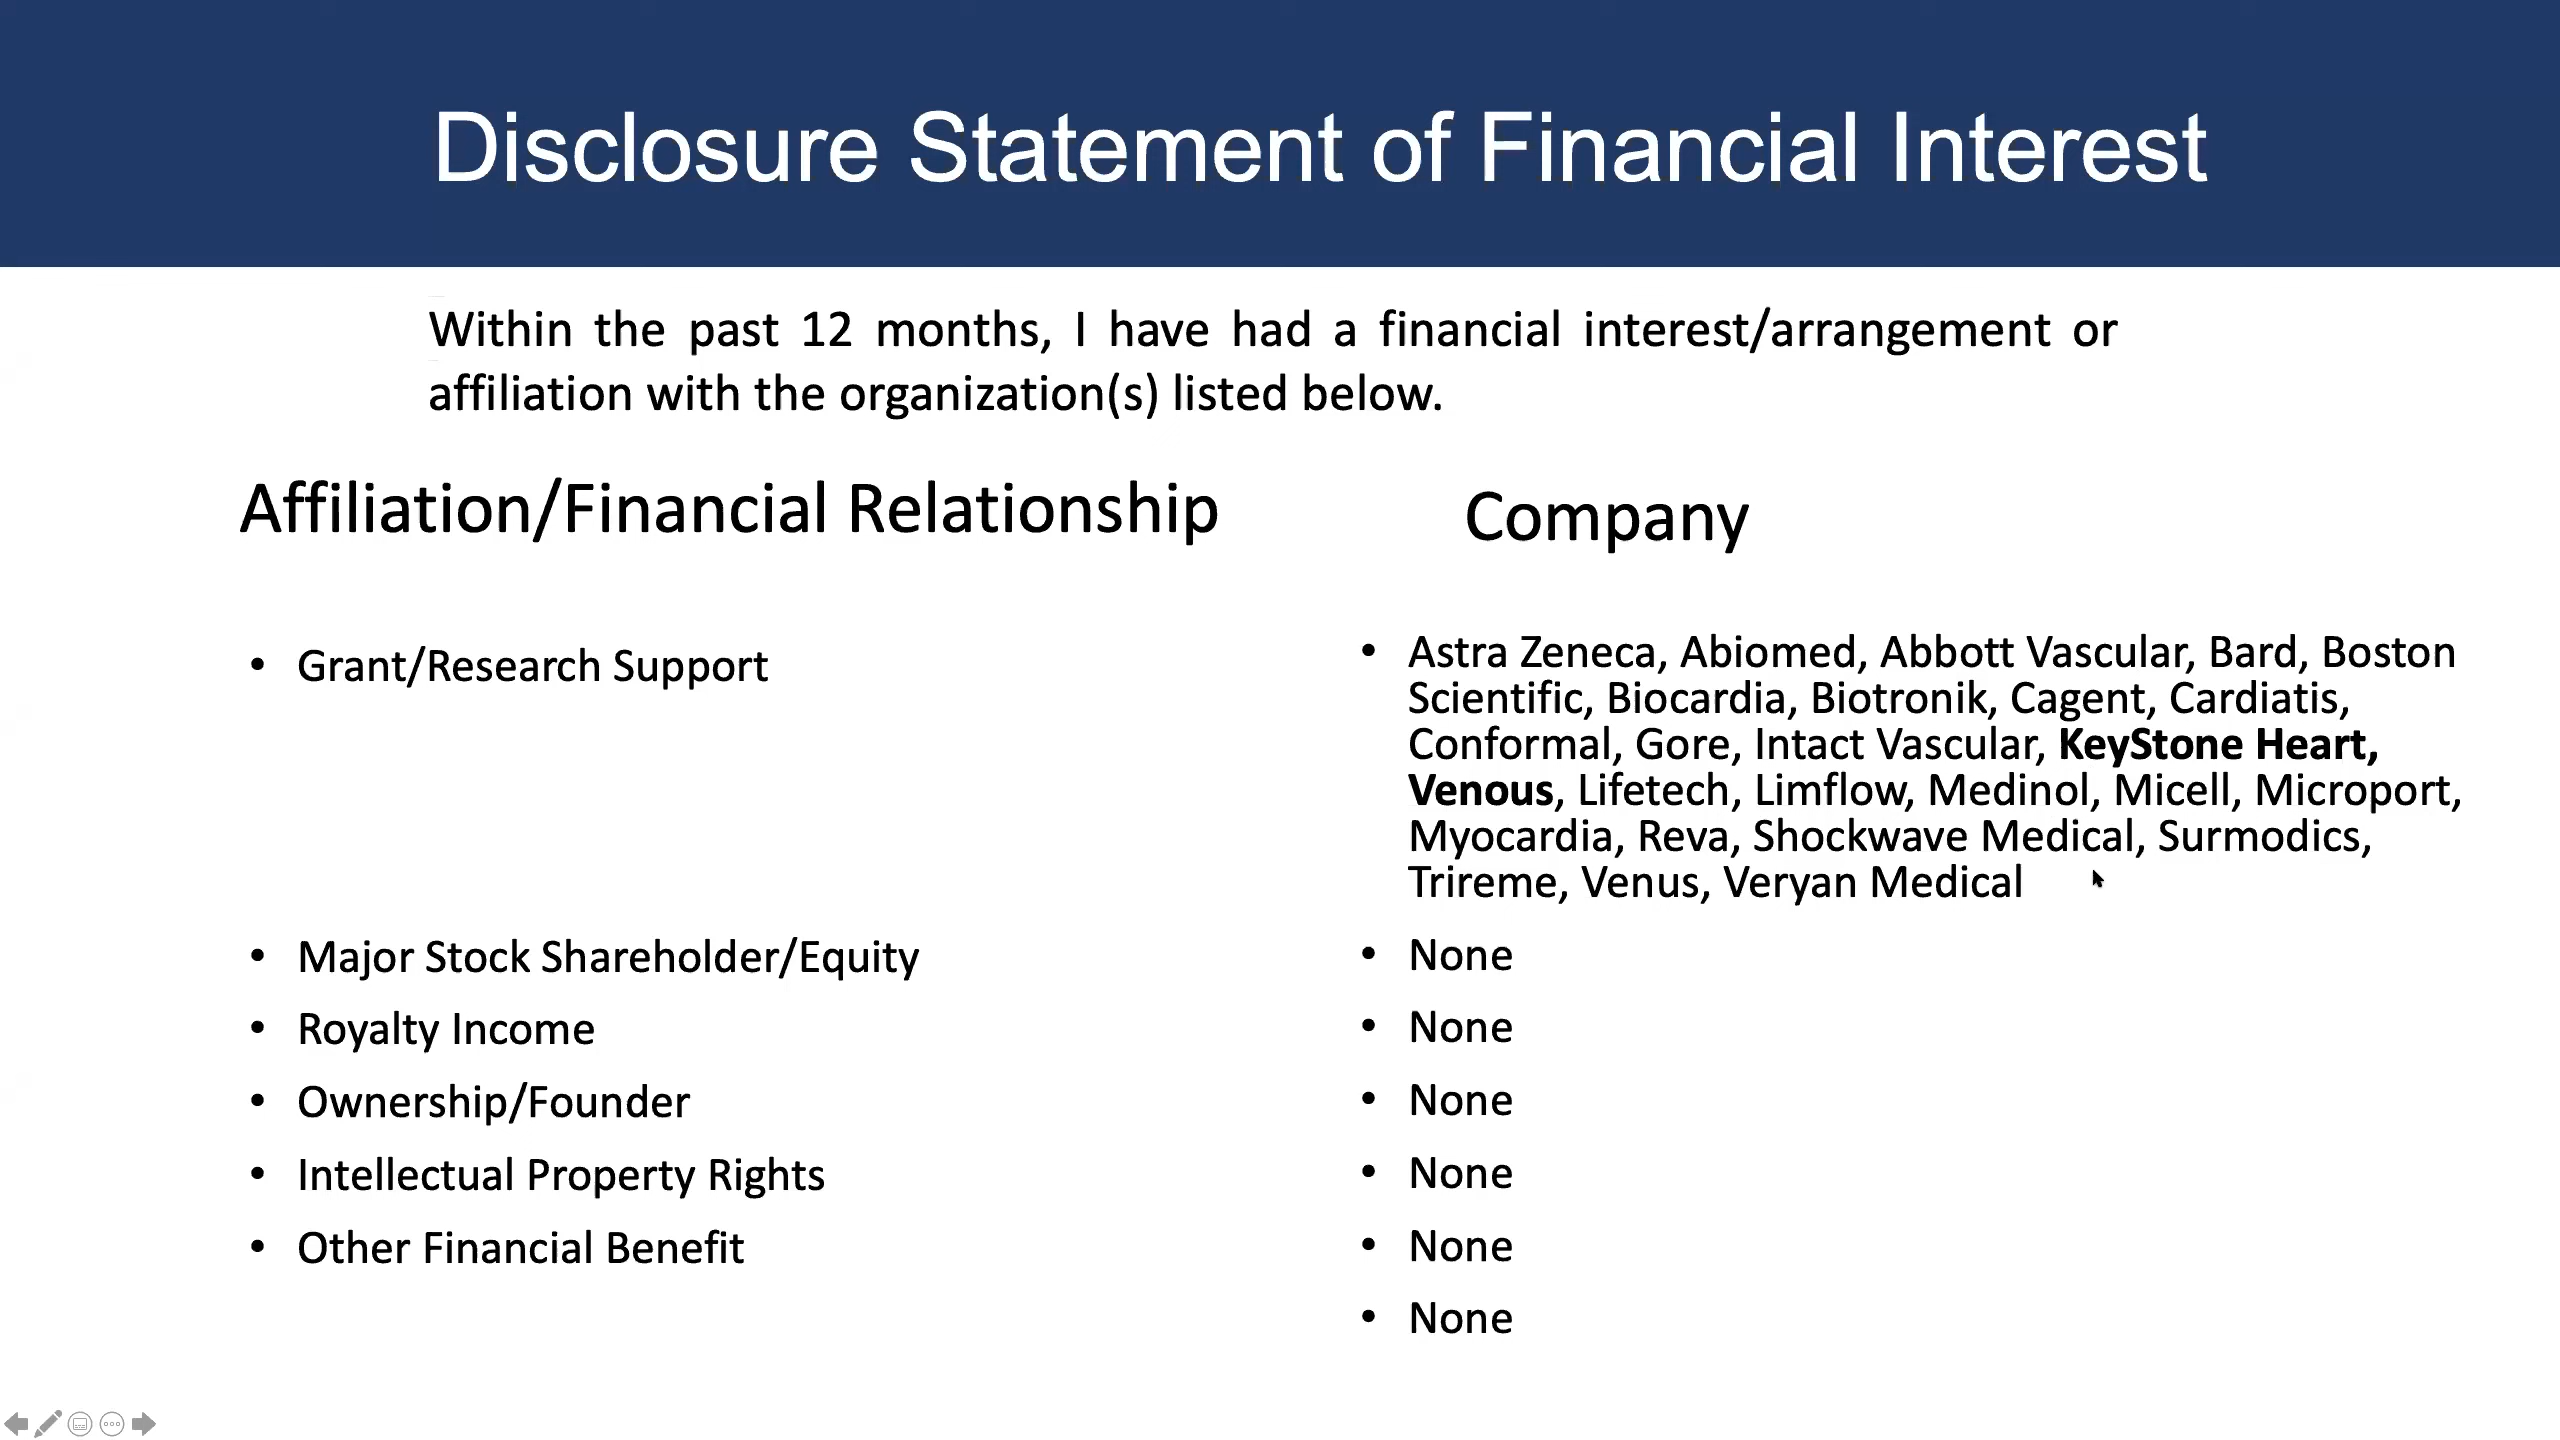 Disclosure Statement of Financial Interest
Within the past 12 months, I have had a financial interest/arrangement or
affiliation with the organization(s) listed below.
Affiliation/Financial Relationship
Company
• Grant/Research Support
• Astra Zeneca, Abiomed, Abbott Vascular, Bard, Boston
Scientific, Biocardia, Biotronik, Cagent, Cardiatis,
Conformal, Gore, Intact Vascular, KeyStone Heart,
Venous, Lifetech, Limflow, Medinol, Micell, Microport,
Myocardia, Reva, Shockwave Medical, Surmodics,
Trireme, Venus, Veryan Medical
• Major Stock Shareholder/Equity
• None
• Royalty Income
• None
• Ownership/Founder
• None
• Intellectual Property Rights
• None
• Other Financial Benefit
• None
• None